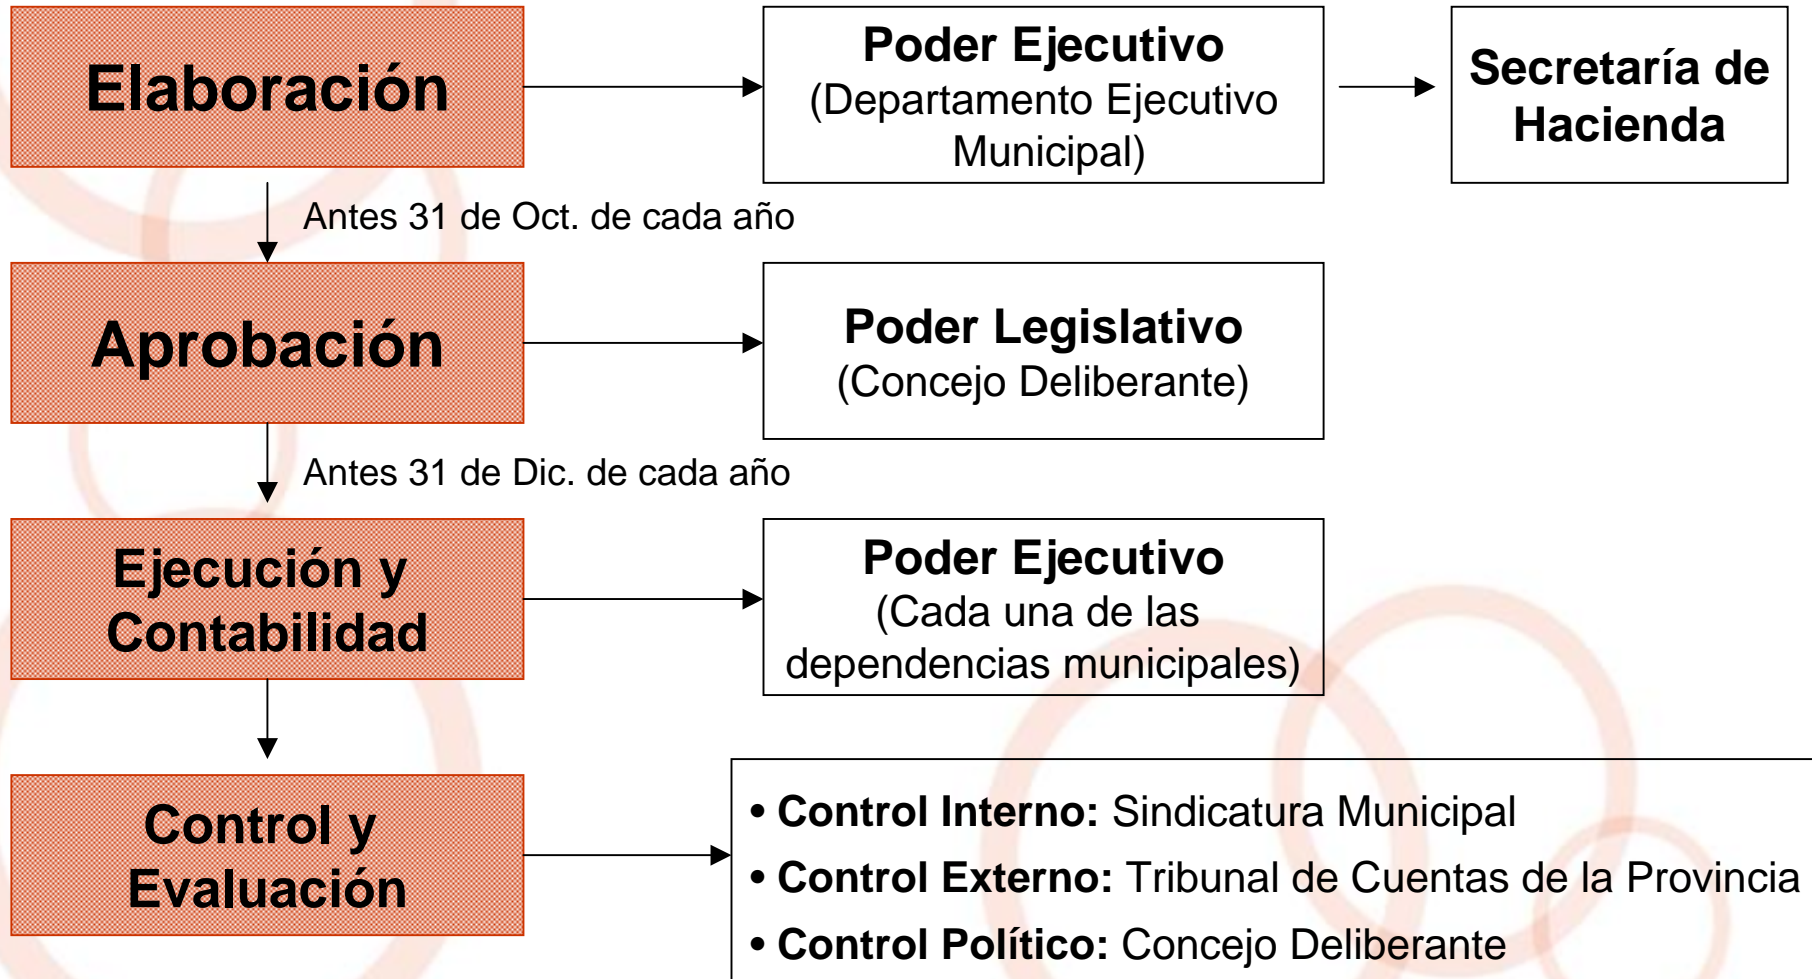 Elaboración
Poder Ejecutivo
(Departamento Ejecutivo
Municipal)
Secretaría de
Hacienda
Antes 31 de Oct. de cada año
Aprobación
Poder Legislativo
(Concejo Deliberante)
Antes 31 de Dic. de cada año
Ejecución y
Contabilidad
Poder Ejecutivo
(Cada una de las
dependencias municipales)
Control y
Evaluación
• Control Interno: Sindicatura Municipal
• Control Externo: Tribunal de Cuentas de la Provincia
• Control Político: Concejo Deliberante